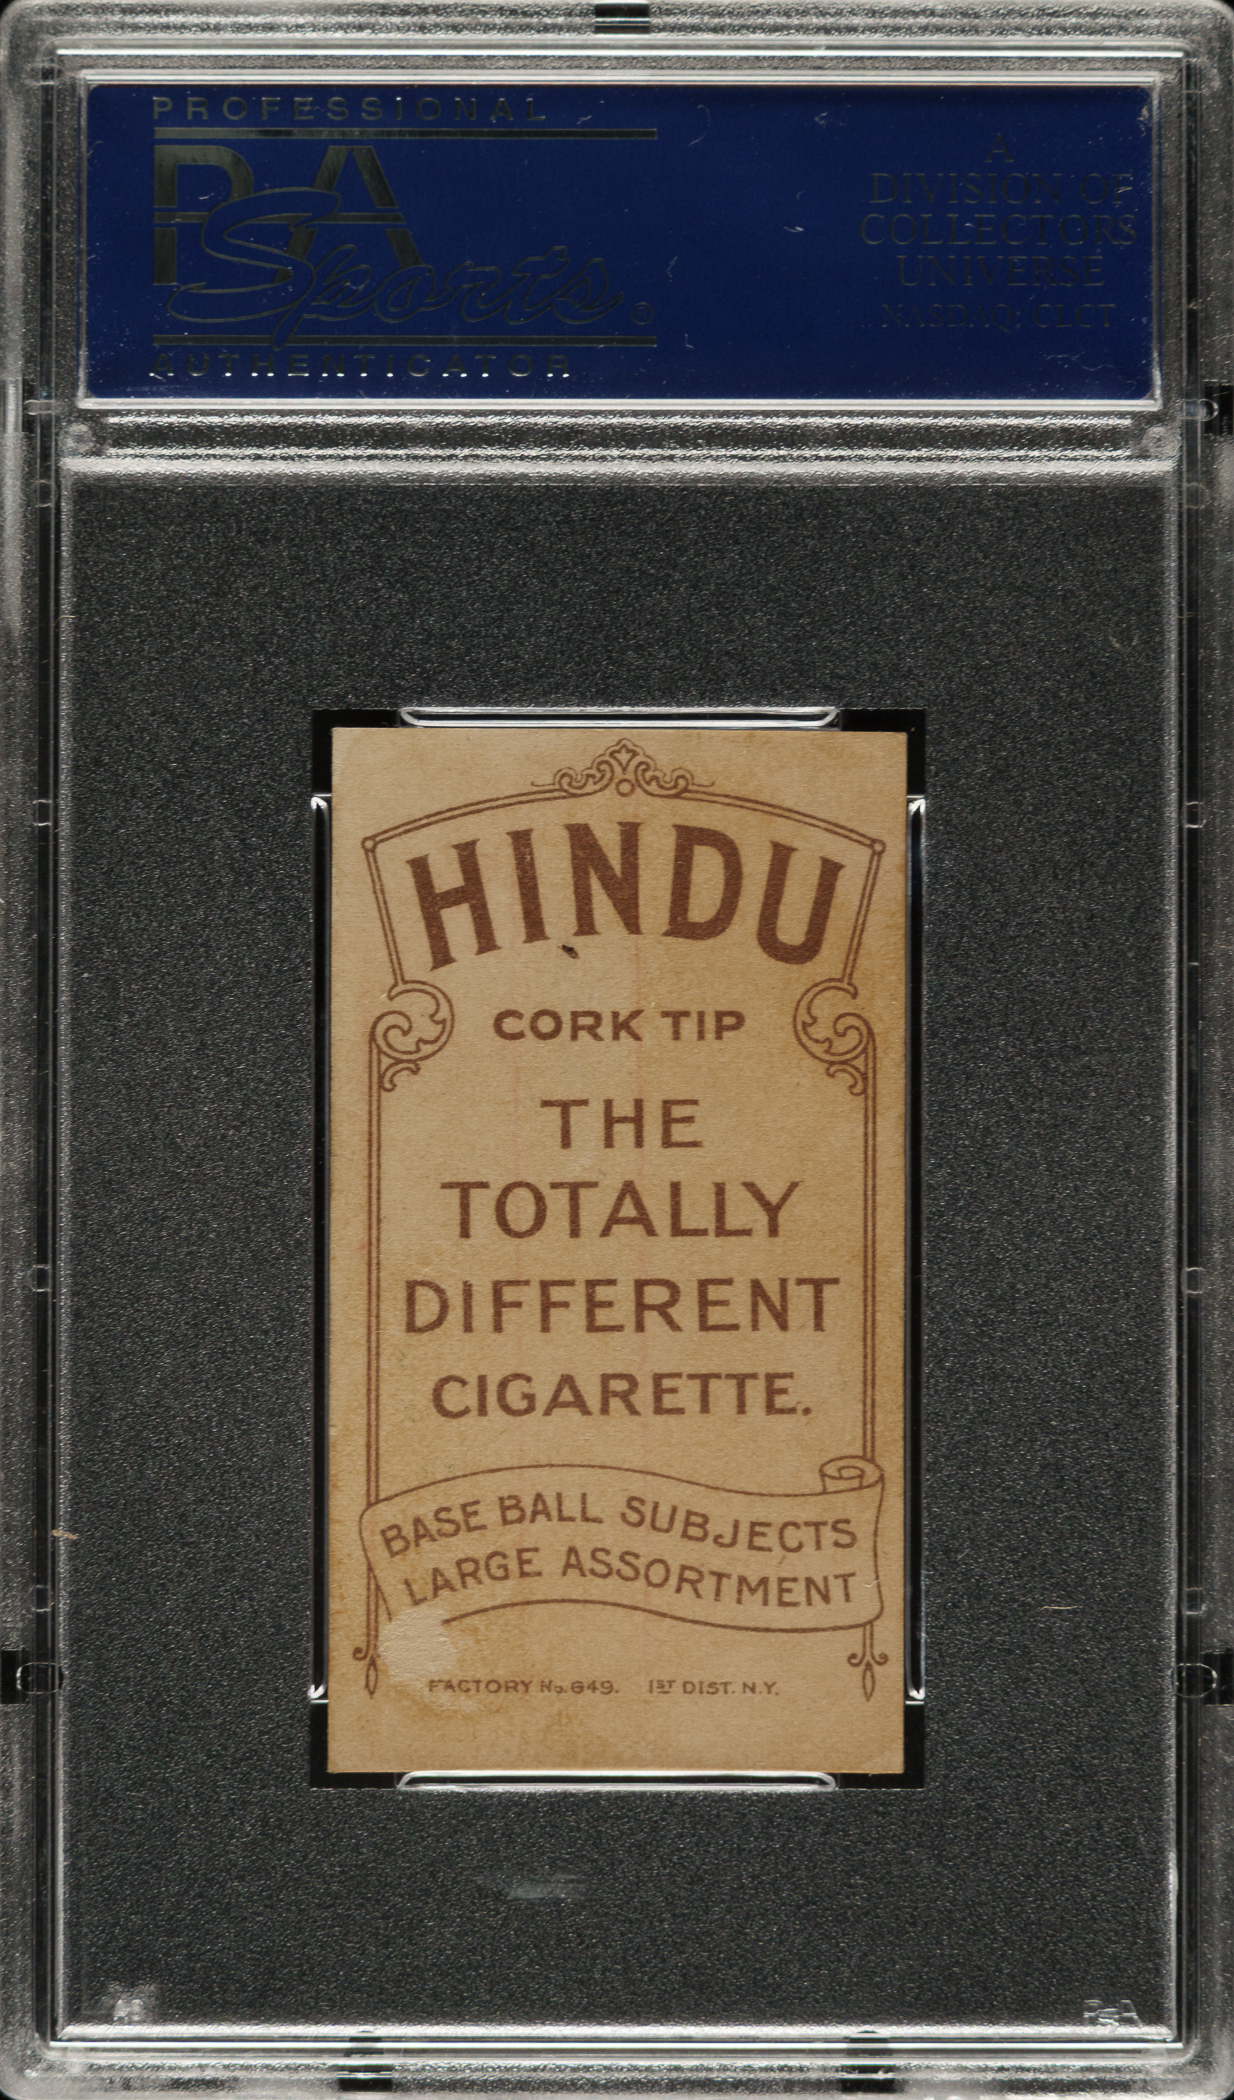 PROFESSIONAL
PSA
Sports®
AUTHENTICATOR
A
DIVISION OF
COLLECTORS
UNIVERSE
NASDAQ: CLCT
HINDU
CORK TIP
THE
TOTALLY
DIFFERENT
CIGARETTE.
BASE BALL SUBJECTS
LARGE ASSORTMENT
FACTORY No. 649. 1ST DIST. N.Y.
PSA